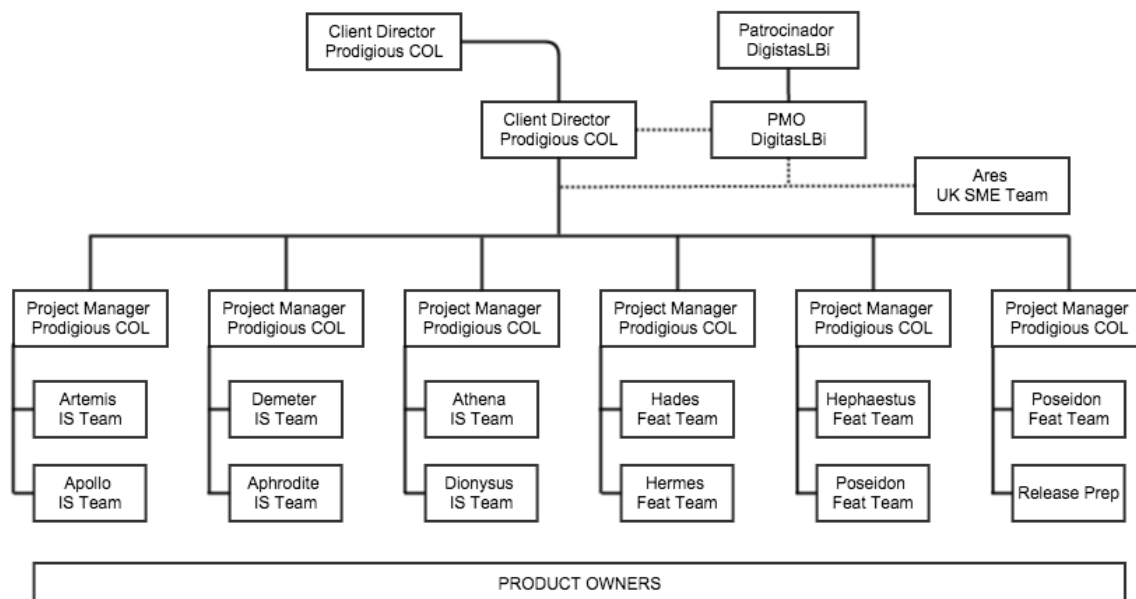 Client Director
Prodigious COL
Patrocinador
DigistasLBi
Client Director
Prodigious COL
PMO
DigitasLBi
Ares
UK SME Team
Project Manager
Prodigious COL
Project Manager
Prodigious COL
Project Manager
Prodigious COL
Project Manager
Prodigious COL
Project Manager
Prodigious COL
Project Manager
Prodigious COL
Artemis
IS Team
Demeter
IS Team
Athena
IS Team
Hades
Feat Team
Hephaestus
Feat Team
Poseidon
Feat Team
Apollo
IS Team
Aphrodite
IS Team
Dionysus
IS Team
Hermes
Feat Team
Poseidon
Feat Team
Release Prep
PRODUCT OWNERS